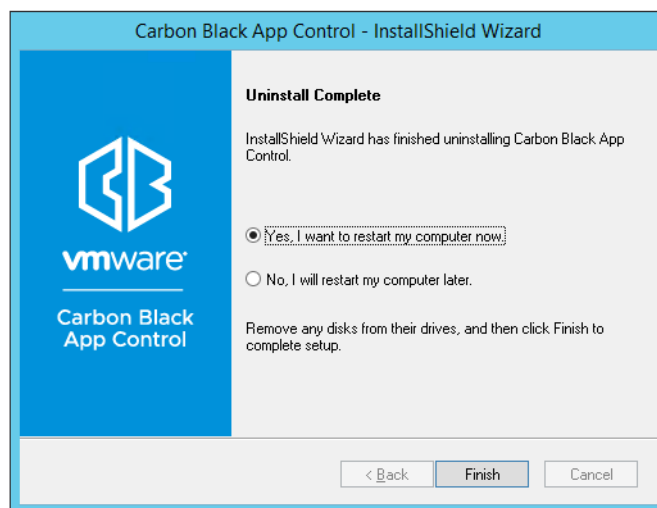 Carbon Black App Control - InstallShield Wizard
vmware
Carbon Black
App Control
Uninstall Complete
InstallShield Wizard has finished uninstalling Carbon Black App
Control.
Yes, I want to restart my computer now.
No, I will restart my computer later.
Remove any disks from their drives, and then click Finish to
complete setup.
< Back
Finish
Cancel